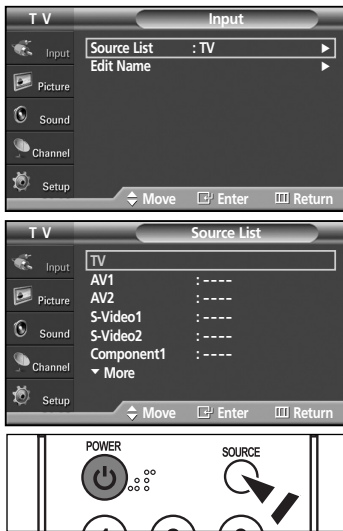 T V Input
Input
Source List : TV ►
Edit Name ►
Picture
Sound
Channel
Setup
Move Enter Return
T V Source List
Input
TV
AV1 : ----
AV2 : ----
S-Video1 : ----
S-Video2 : ----
Component1 : ----
▼ More
Picture
Sound
Channel
Setup
Move Enter Return
POWER SOURCE